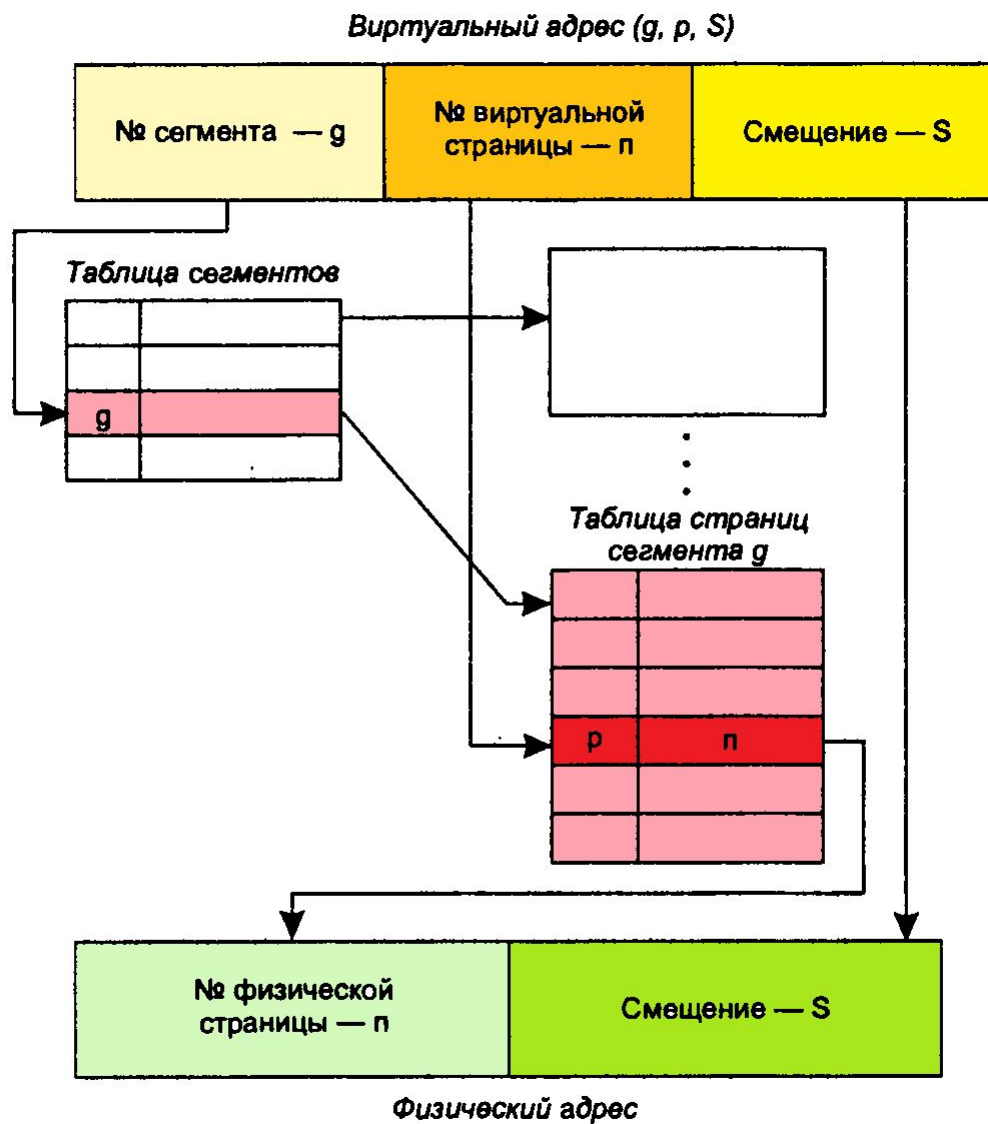 Виртуальный адрес (g, p, S)
№ сегмента — g
№ виртуальной
страницы — п
Смещение — S
Таблица сегментов
g
Таблица страниц
сегмента g
p
п
№ физической
страницы — п
Смещение — S
Физический адрес